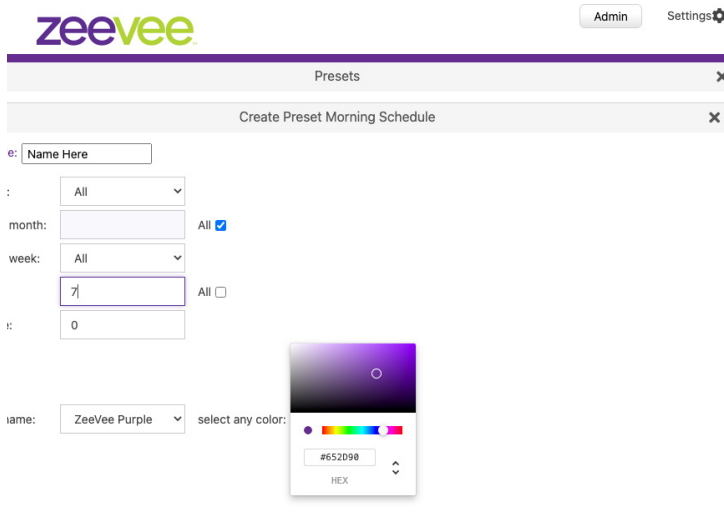 zeevee
Admin
Settings
Presets
Create Preset Morning Schedule
e: Name Here
: All
month: All
week: All
7 All
e: 0
name: ZeeVee Purple select any color:
#652D90
HEX